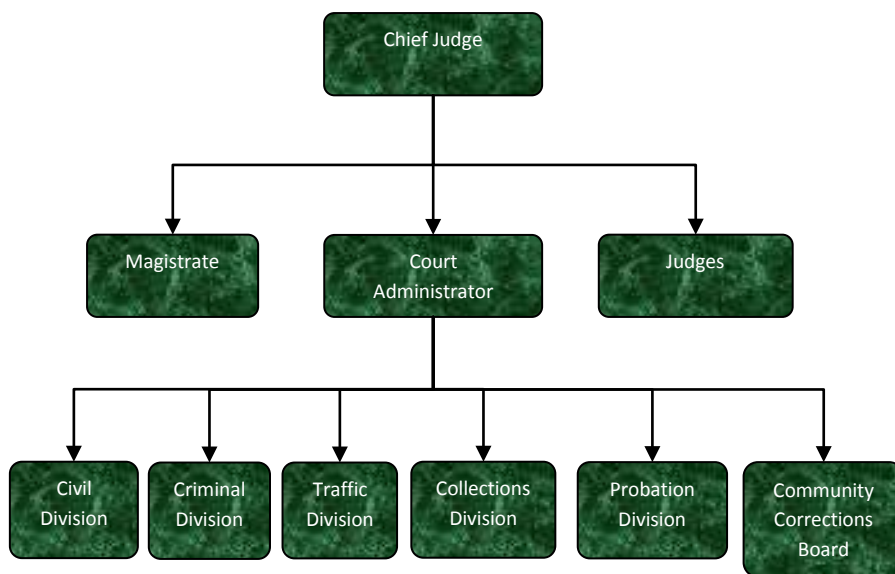 Chief Judge
Magistrate
Court
Administrator
Judges
Civil
Division
Criminal
Division
Traffic
Division
Collections
Division
Probation
Division
Community
Corrections
Board